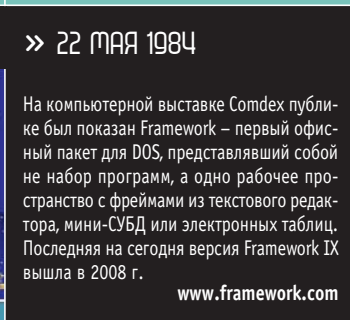 » 22 МАЯ 1984
На компьютерной выставке Comdex публи-
ке был показан Framework – первый офис-
ный пакет для DOS, представлявший собой
не набор программ, а одно рабочее про-
странство с фреймами из текстового редак-
тора, мини-СУБД или электронных таблиц.
Последняя на сегодня версия Framework IX
вышла в 2008 г.
www.framework.com